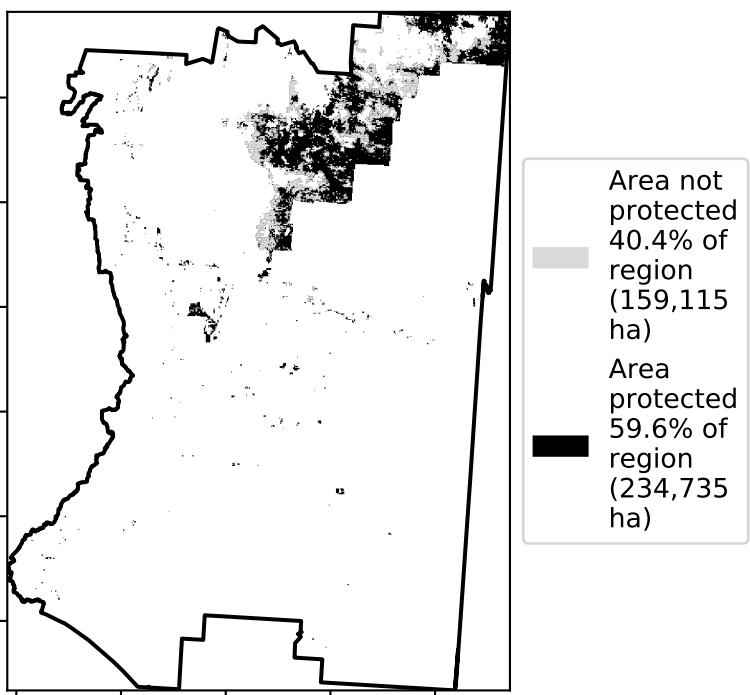 Area not
protected
40.4% of
region
(159,115
ha)
Area
protected
59.6% of
region
(234,735
ha)